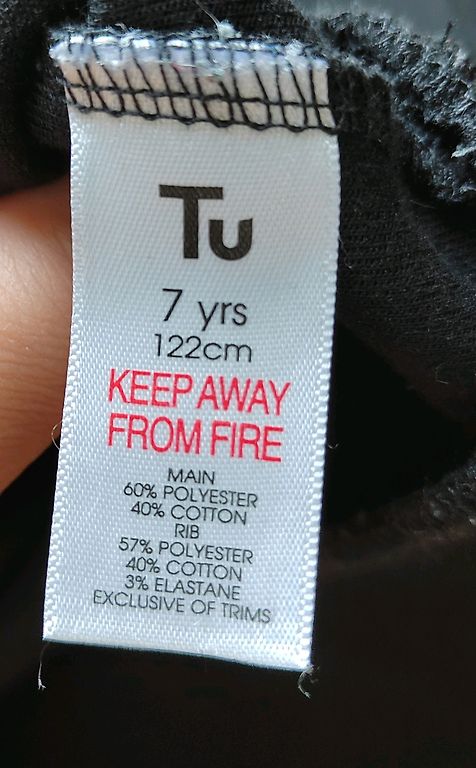 Tu
7 yrs
122cm
KEEP AWAY
FROM FIRE
MAIN
60% POLYESTER
40% COTTON
RIB
57% POLYESTER
40% COTTON
3% ELASTANE
EXCLUSIVE OF TRIMS